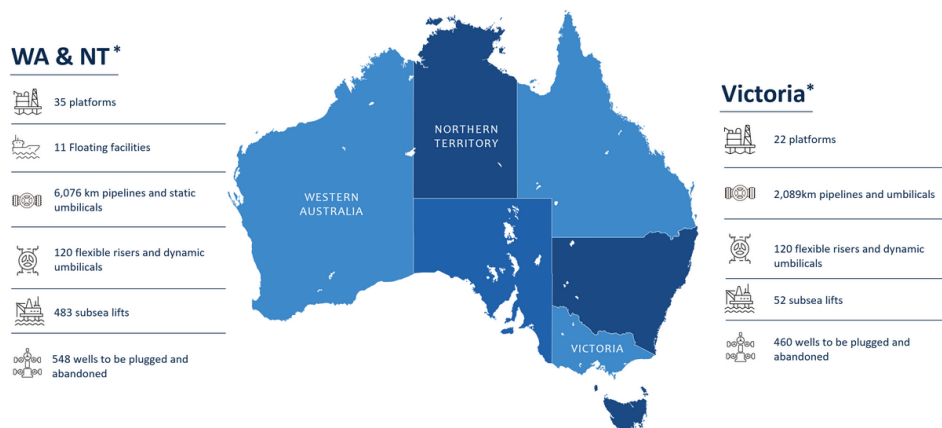 WA & NT*
35 platforms
11 Floating facilities
6,076 km pipelines and static
umbilicals
120 flexible risers and dynamic
umbilicals
483 subsea lifts
548 wells to be plugged and
abandoned
NORTHERN
TERRITORY
WESTERN
AUSTRALIA
VICTORIA
Victoria*
22 platforms
2,089km pipelines and umbilicals
120 flexible risers and dynamic
umbilicals
52 subsea lifts
460 wells to be plugged and
abandoned